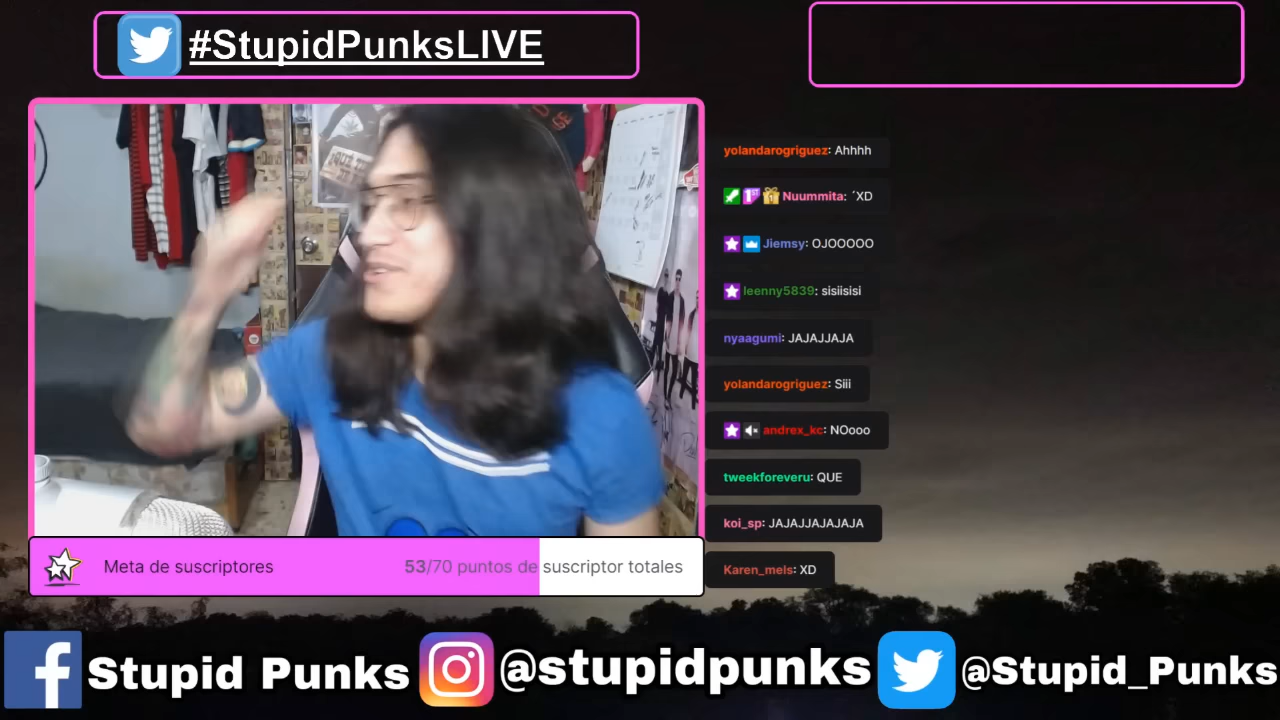 #StupidPunksLIVE
yolandarogriguez: Ahhhh
Nuummita: ´XD
Jiemsy: OJOOOOO
leenny5839: sisiisisi
nyaagumi: JAJAJJAJA
yolandarogriguez: Siii
andrex_kc: NOooo
tweekforeveru: QUE
koi_sp: JAJAJJAJAJAJA
Karen_mels: XD
Meta de suscriptores 53/70 puntos de suscriptor totales
Stupid Punks @stupidpunks @Stupid_Punks